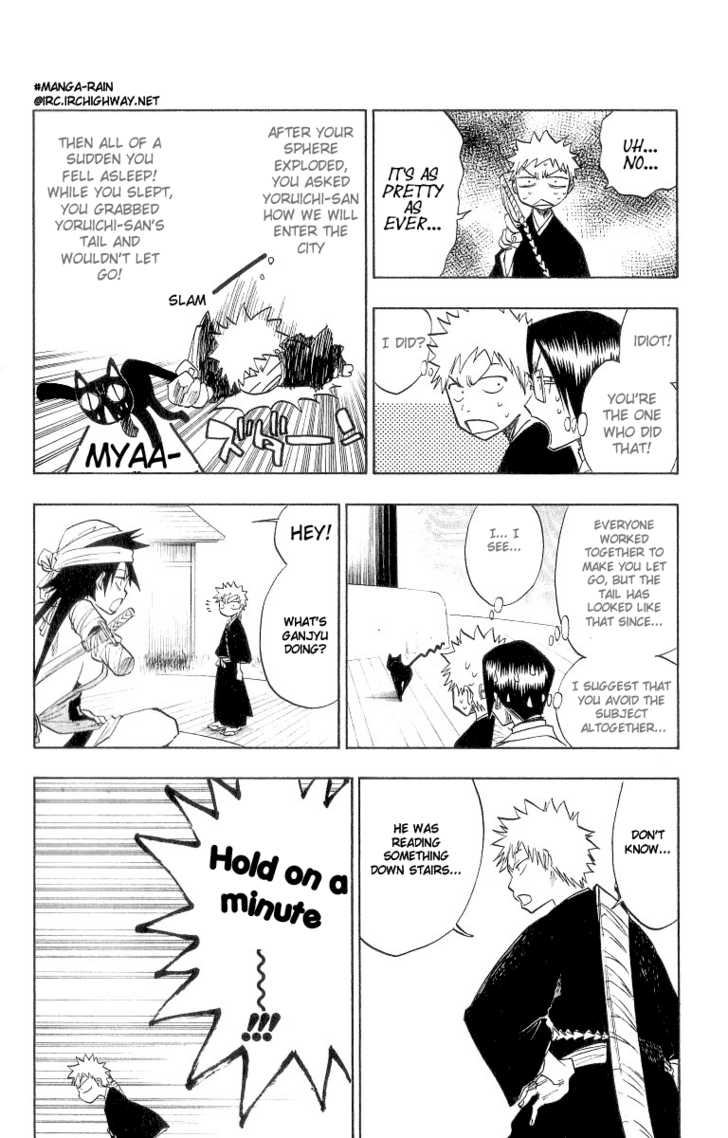 #MANGA-RAIN
@IRC.IRCHIGHWAY.NET
UH...
NO...
IT'S AS
PRETTY
AS
EVER...
AFTER YOUR
SPHERE
EXPLODED,
YOU ASKED
YORUICHI-SAN
HOW WE WILL
ENTER THE
CITY
THEN ALL OF A
SUDDEN YOU
FELL ASLEEP!
WHILE YOU SLEPT,
YOU GRABBED
YORUICHI-SAN'S
TAIL AND
WOULDN'T LET
GO!
SLAM
MYAA-
IDIOT!
YOU'RE
THE ONE
WHO DID
THAT!
I DID?
EVERYONE
WORKED
TOGETHER TO
MAKE YOU LET
GO, BUT THE
TAIL HAS
LOOKED LIKE
THAT SINCE...
I SUGGEST THAT
YOU AVOID THE
SUBJECT
ALTOGETHER...
I... I
SEE...
HEY!
WHAT'S
GANJYU
DOING?
DON'T
KNOW...
HE WAS
READING
SOMETHING
DOWN STAIRS...
Hold on a
minute
!!!